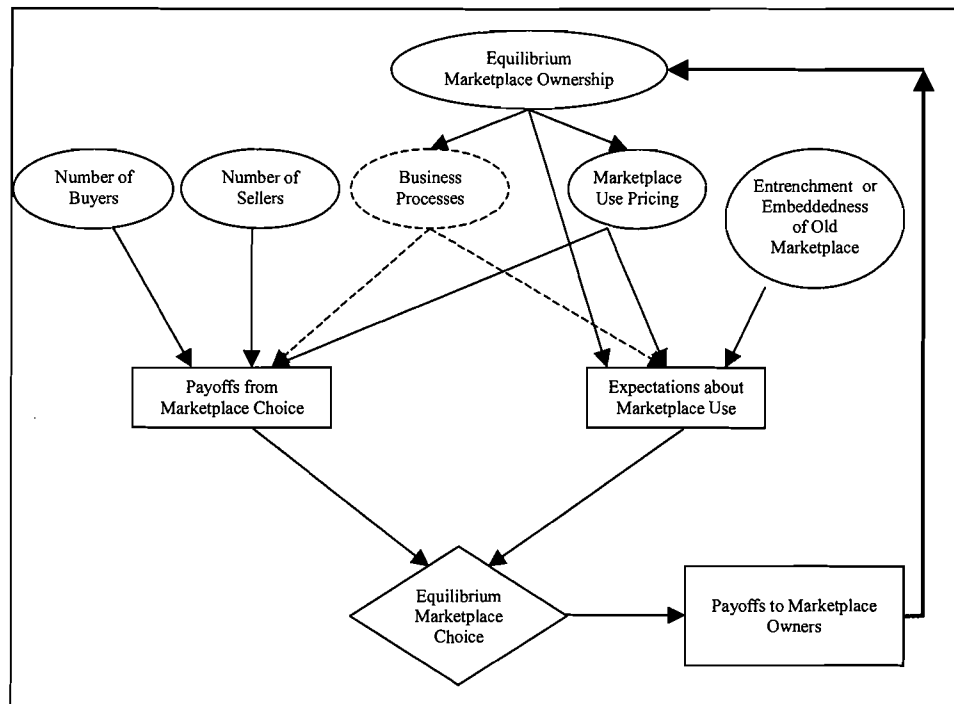 Equilibrium
Marketplace Ownership
Number of
Buyers
Number of
Sellers
Business
Processes
Marketplace
Use Pricing
Entrenchment or
Embeddedness
of Old
Marketplace
Payoffs from
Marketplace Choice
Expectations about
Marketplace Use
Equilibrium
Marketplace
Choice
Payoffs to Marketplace
Owners